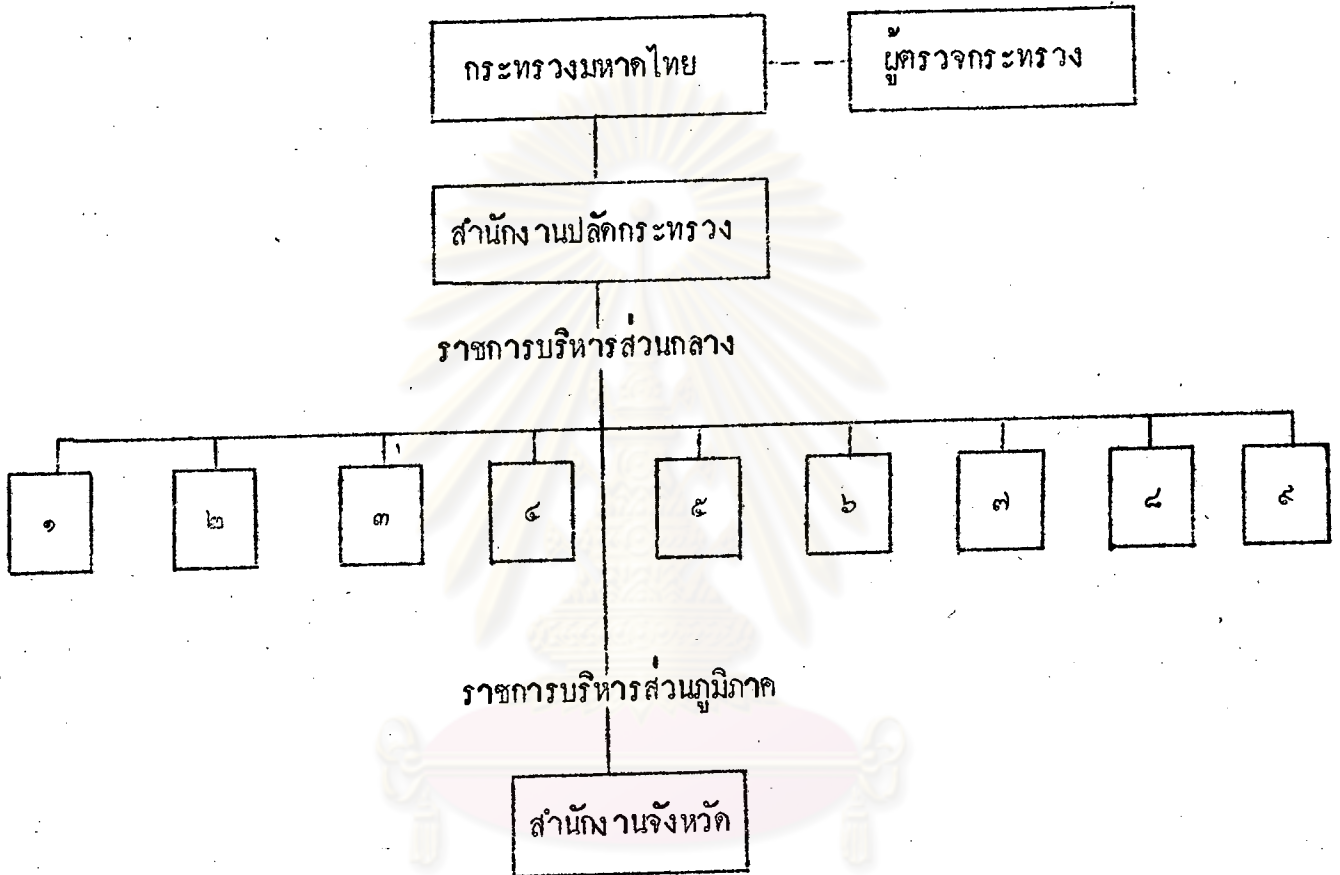 กระทรวงมหาดไทย
ผู้ตรวจกระทรวง
สำนักงานปลัดกระทรวง
ราชการบริหารส่วนกลาง
๑ ๒ ๓ ๔ ๕ ๖ ๗ ๘ ๙
ราชการบริหารส่วนภูมิภาค
สำนักงานจังหวัด